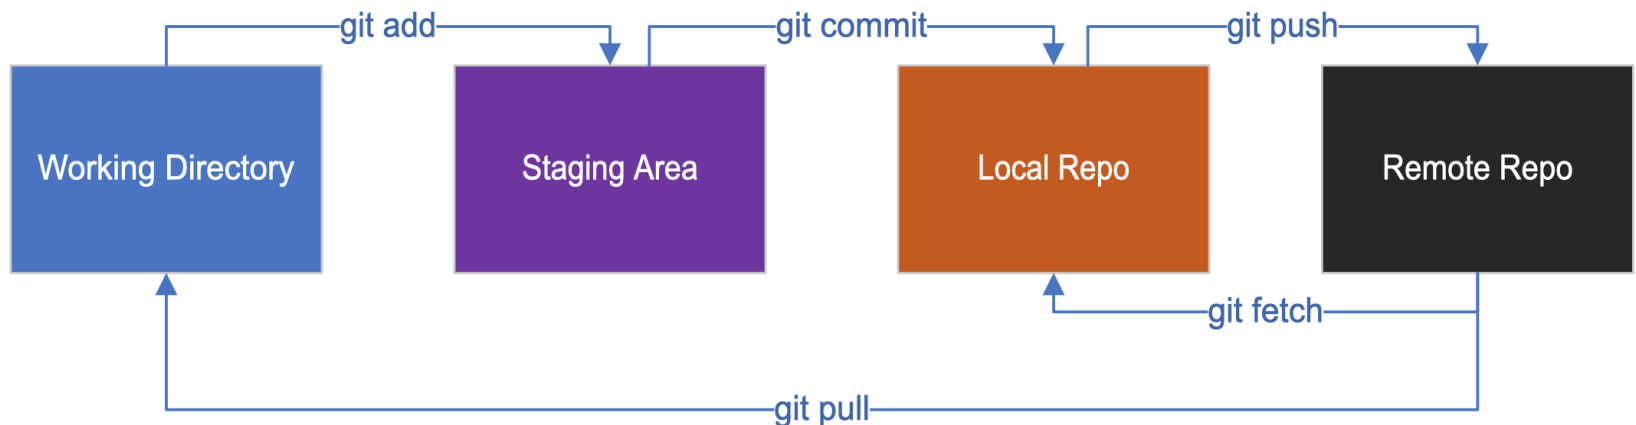 git add
git commit
git push
Working Directory
Staging Area
Local Repo
Remote Repo
git fetch
git pull